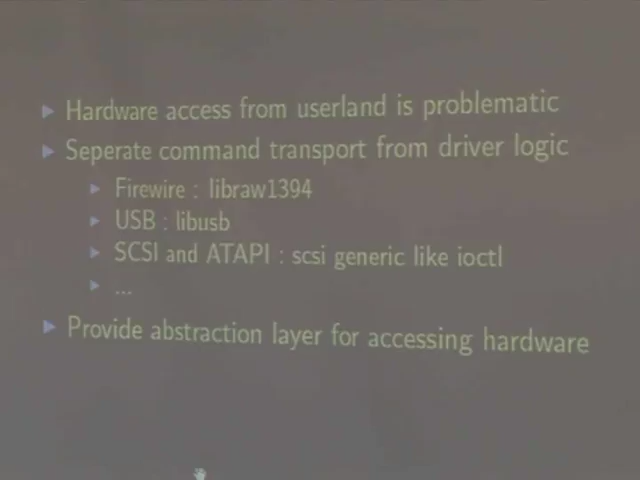 Hardware access from userland is problematic
Seperate command transport from driver logic
Firewire : libraw1394
USB : libusb
SCSI and ATAPI : scsi generic like ioctl
...
Provide abstraction layer for accessing hardware